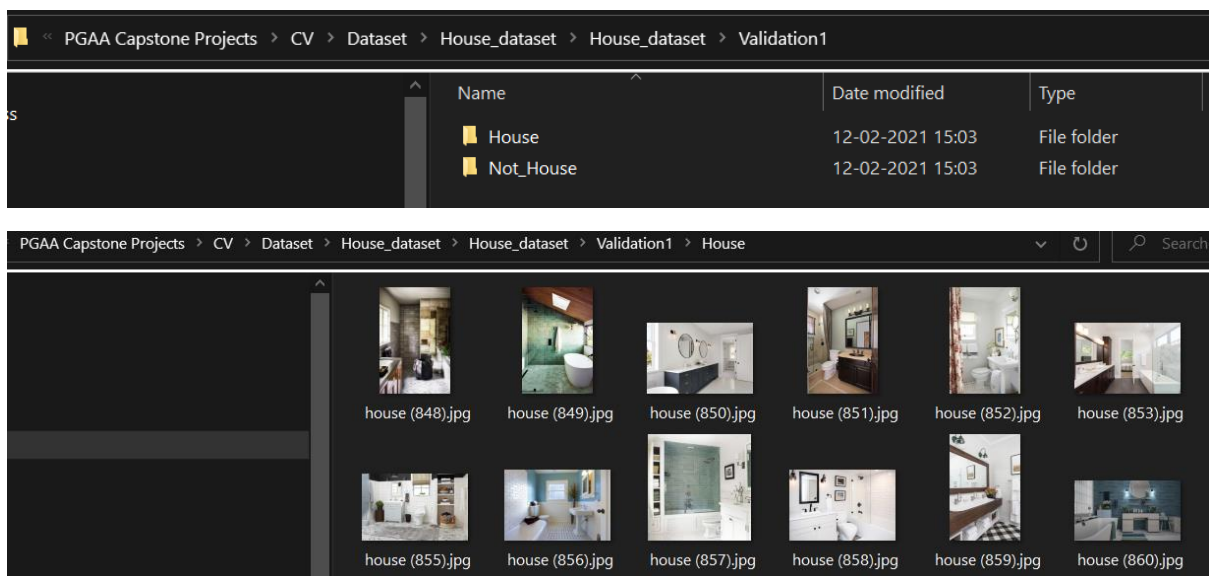 « PGAA Capstone Projects > CV > Dataset > House_dataset > House_dataset > Validation1
Name Date modified Type
ss
House 12-02-2021 15:03 File folder
Not_House 12-02-2021 15:03 File folder
PGAA Capstone Projects > CV > Dataset > House_dataset > House_dataset > Validation1 > House Search
house (848).jpg house (849).jpg house (850).jpg house (851).jpg house (852).jpg house (853).jpg
house (855).jpg house (856).jpg house (857).jpg house (858).jpg house (859).jpg house (860).jpg